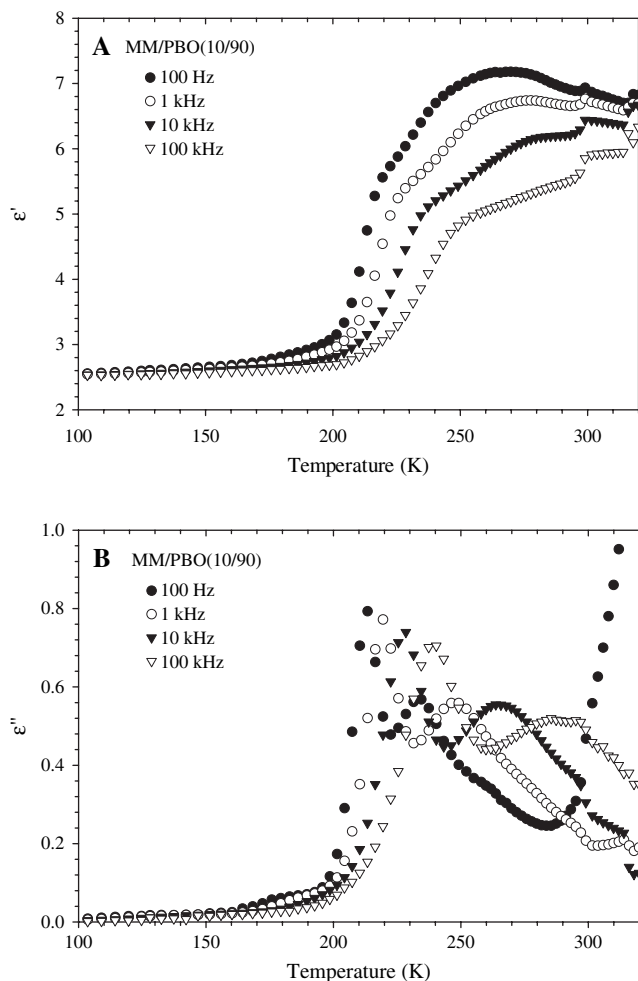 A MM/PBO(10/90)
100 Hz
1 kHz
10 kHz
100 kHz
8
7
6
5
4
3
2
ε'
100 150 200 250 300
Temperature (K)
B MM/PBO(10/90)
100 Hz
1 kHz
10 kHz
100 kHz
1.0
0.8
0.6
0.4
0.2
0.0
ε''
100 150 200 250 300
Temperature (K)